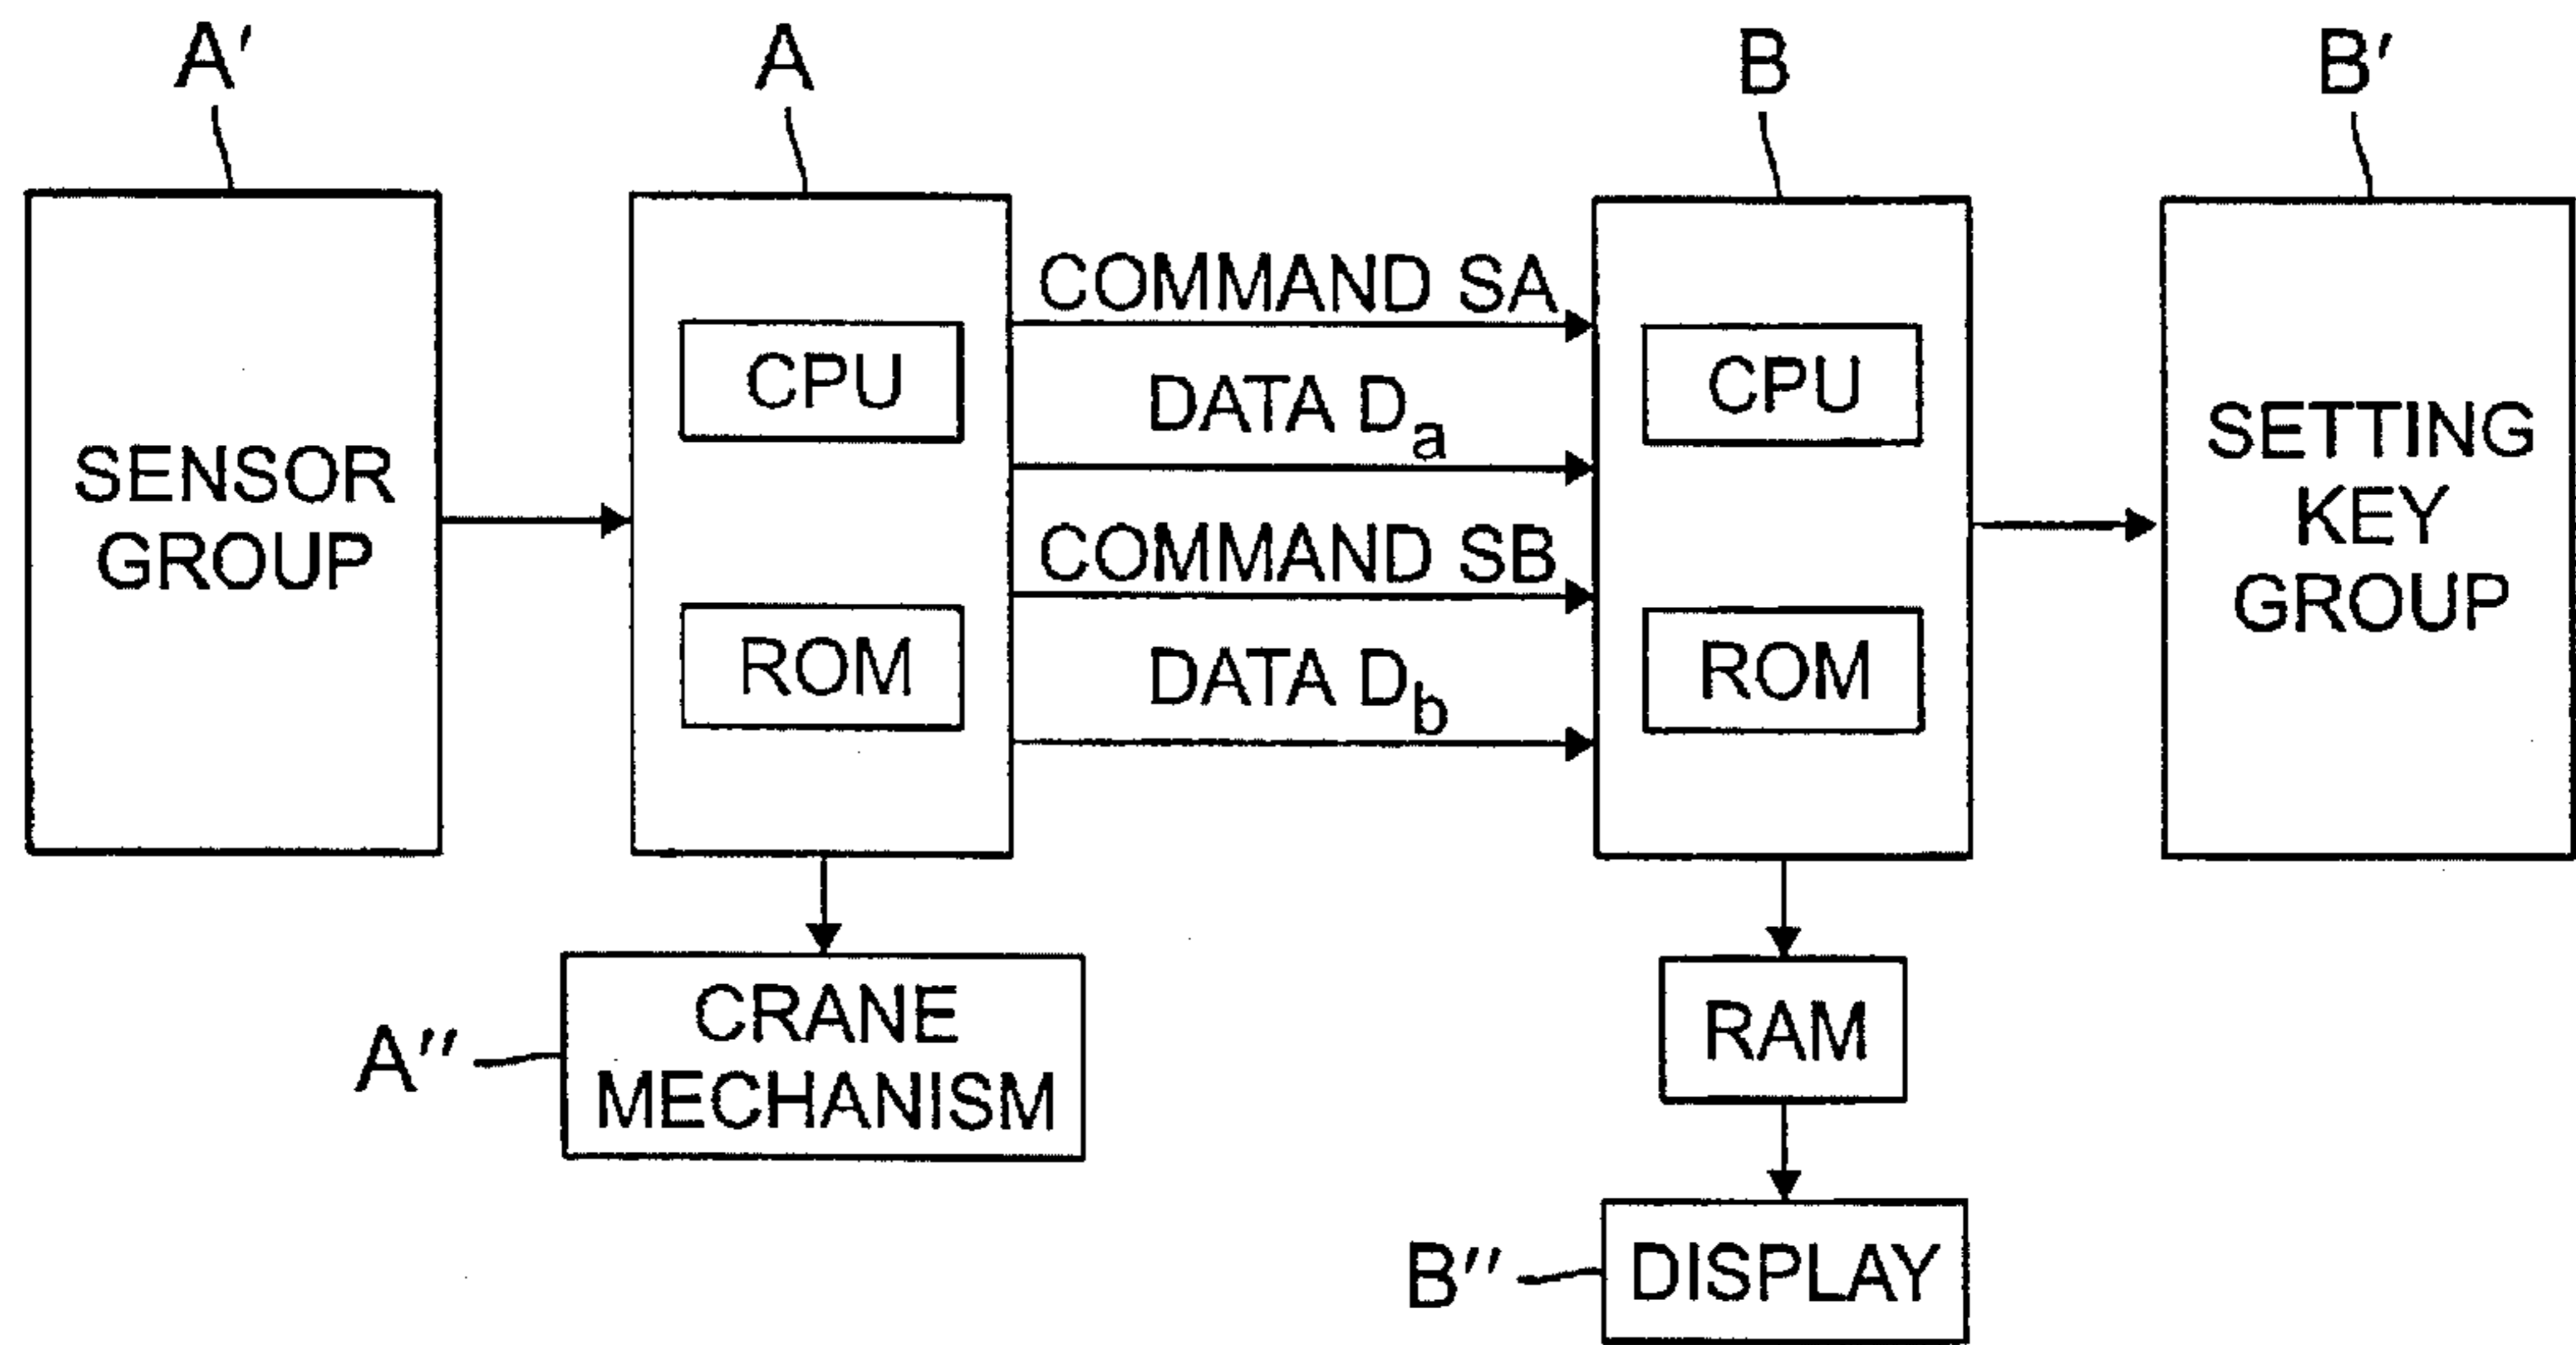 A′
A
B
B′
SENSOR
GROUP
CPU
ROM
COMMAND SA
DATA Da
COMMAND SB
DATA Db
CPU
ROM
SETTING
KEY
GROUP
A″
CRANE
MECHANISM
RAM
B″
DISPLAY